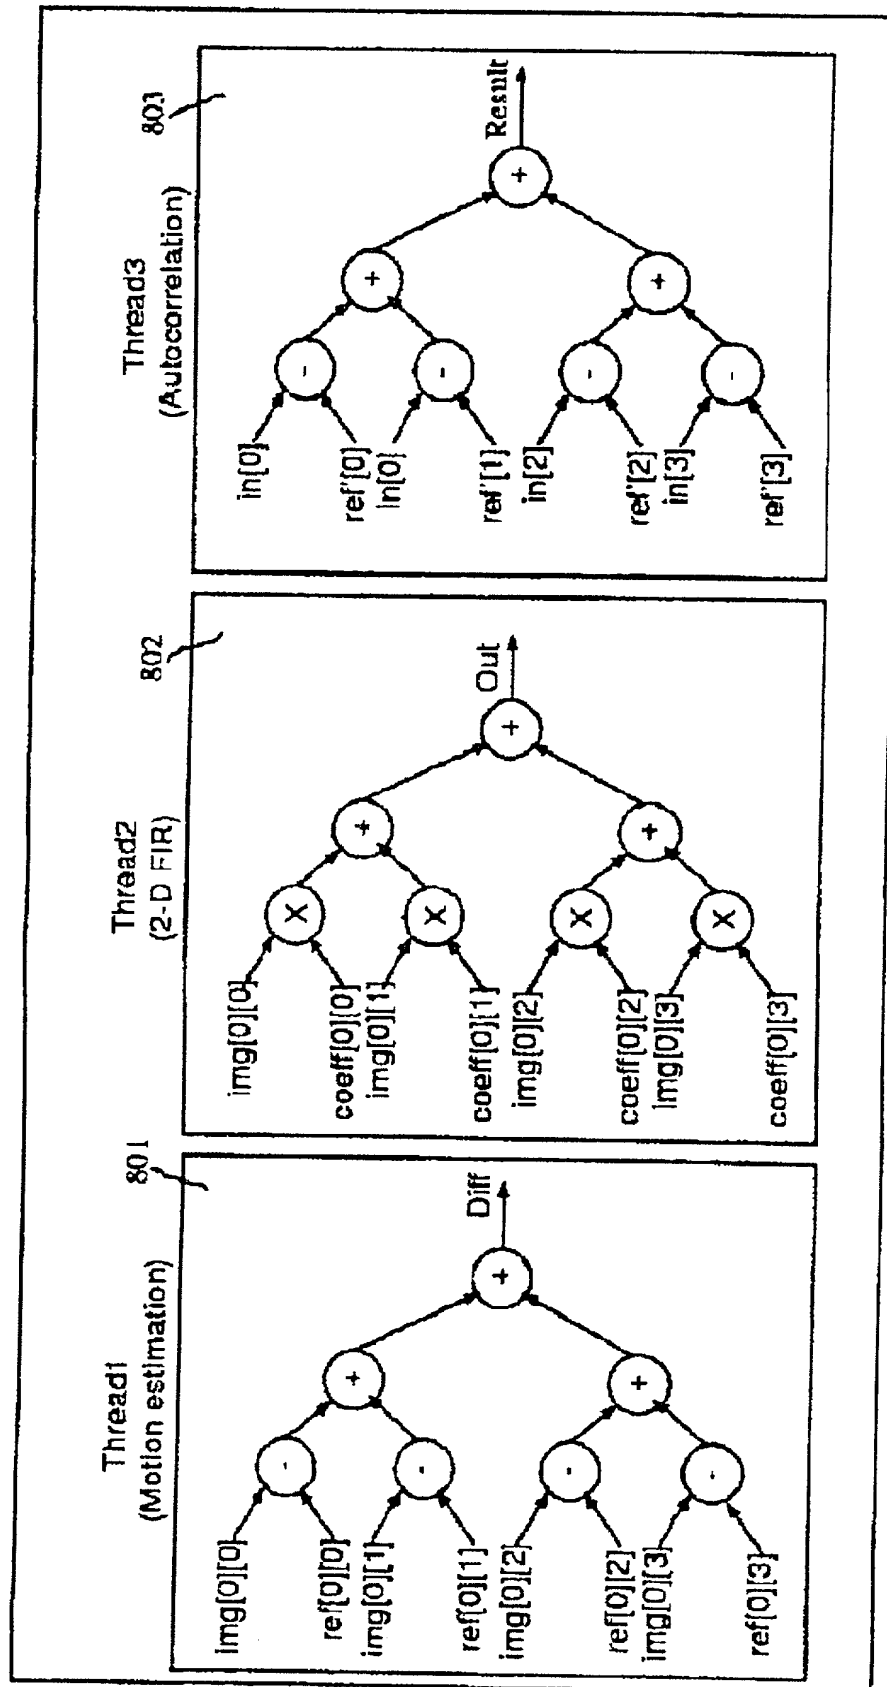 Thread1
(Motion estimation)
801
img[0][0]
ref[0][0]
img[0][1]
ref[0][1]
img[0][2]
ref[0][2]
img[0][3]
ref[0][3]
-
-
-
-
+
+
+
Diff
Thread2
(2-D FIR)
802
img[0][0]
coeff[0][0]
img[0][1]
coeff[0][1]
img[0][2]
coeff[0][2]
img[0][3]
coeff[0][3]
X
X
X
X
+
+
+
Out
Thread3
(Autocorrelation)
803
in[0]
ref'[0]
in[0]
ref'[1]
in[2]
ref'[2]
in[3]
ref'[3]
-
-
-
-
+
+
+
Result